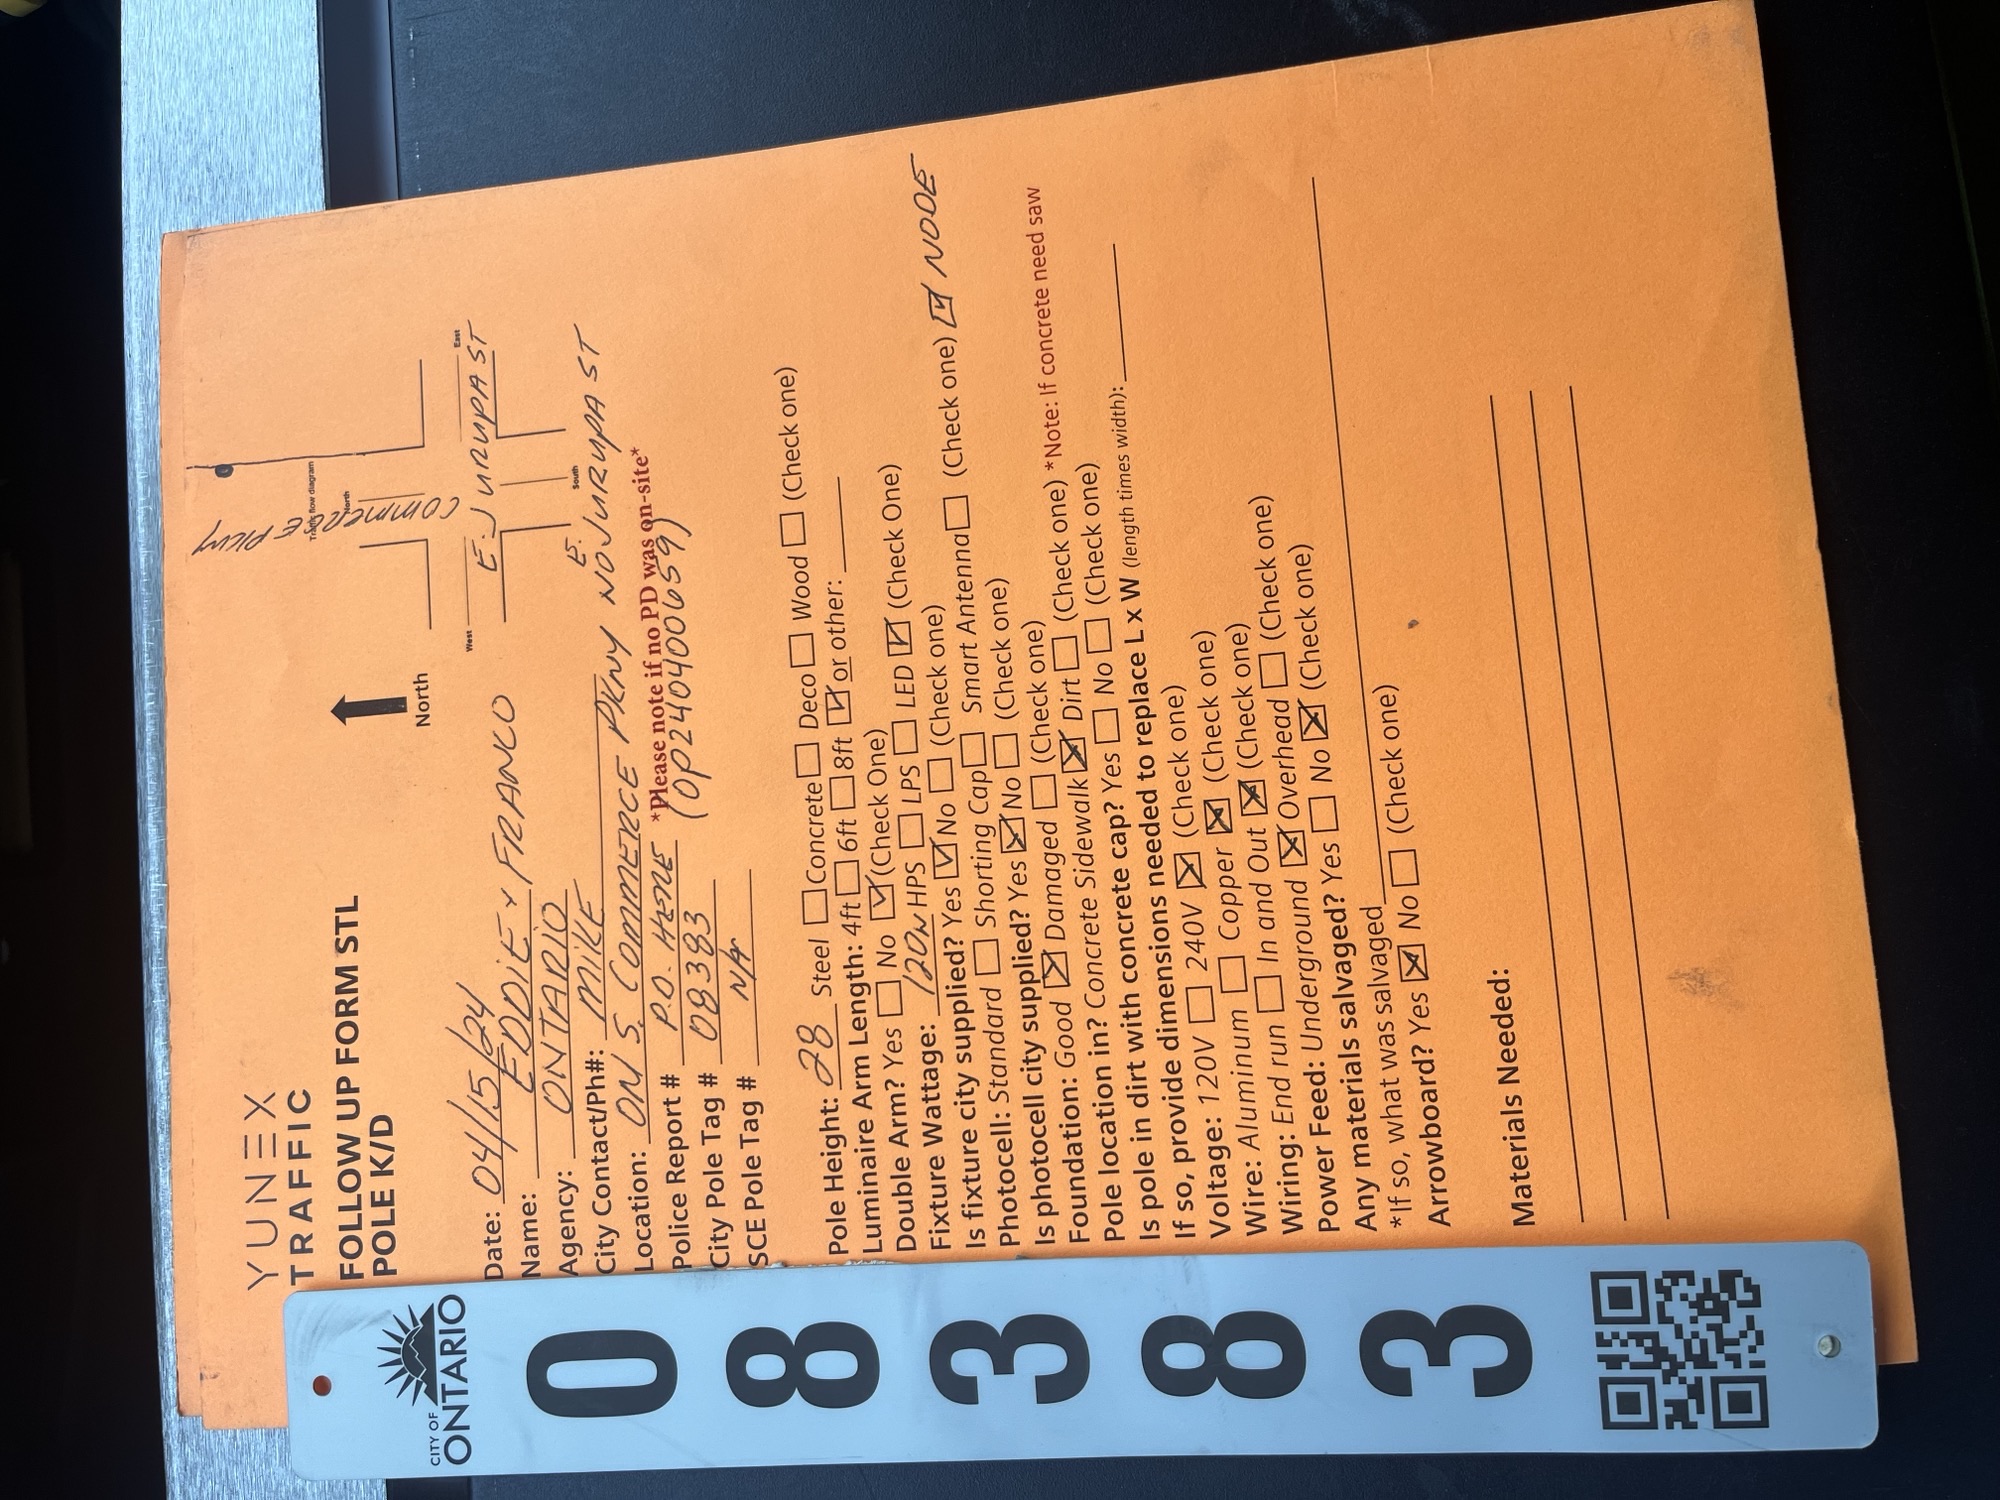 YUNEX
TRAFFIC
FOLLOW UP FORM STL
POLE K/D
North
Traffic flow diagram
North
COMMERCE PKWY
West
East
E. JURUPA ST
South
Date: 04/15/24
Name: EDDIE & FRANCO
Agency: ONTARIO
City Contact/Ph#: MIKE
Location: ON S. COMMERCE PKWY N/O E. JURUPA ST
*Please note if no PD was on-site*
Police Report # P.O. HERE (OP240400659)
City Pole Tag # 08383
SCE Pole Tag # N/A
Pole Height: 28 Steel ☐ Concrete ☐ Deco ☐ Wood ☐ (Check one)
Luminaire Arm Length: 4ft ☐ 6ft ☐ 8ft ☑ or other:
Double Arm? Yes ☐ No ☑ (Check One)
Fixture Wattage: 120W HPS ☐ LPS ☐ LED ☑ (Check One)
Is fixture city supplied? Yes ☑ No ☐ (Check one)
Photocell: Standard ☐ Shorting Cap ☐ Smart Antenna ☐ (Check one) ☑ NODE
Is photocell city supplied? Yes ☒ No ☐ (Check one)
Foundation: Good ☒ Damaged ☐ (Check one)
Pole location in? Concrete Sidewalk ☒ Dirt ☐ (Check one) *Note: If concrete need saw
Is pole in dirt with concrete cap? Yes ☐ No ☐ (Check one)
If so, provide dimensions needed to replace L x W (length times width):
Voltage: 120V ☐ 240V ☒ (Check one)
Wire: Aluminum ☐ Copper ☒ (Check one)
Wiring: End run ☐ In and Out ☒ (Check one)
Power Feed: Underground ☒ Overhead ☐ (Check one)
Any materials salvaged? Yes ☐ No ☒ (Check one)
*If so, what was salvaged
Arrowboard? Yes ☒ No ☐ (Check one)
Materials Needed:
CITY OF
ONTARIO
0
8
3
8
3